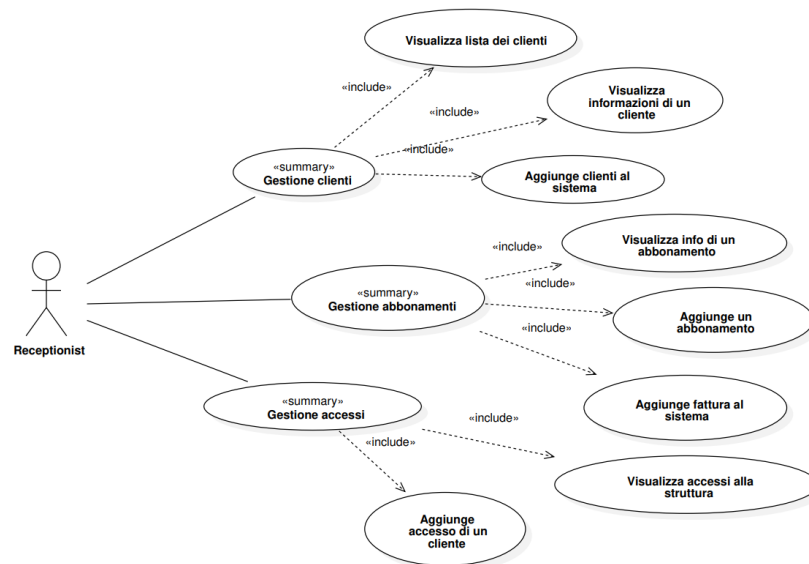 Visualizza lista dei clienti
«include»
Visualizza
informazioni di un
cliente
«include»
«include»
«summary»
Gestione clienti
Aggiunge clienti al
sistema
Visualizza info di un
abbonamento
«include»
«summary»
Gestione abbonamenti
«include»
Aggiunge un
abbonamento
«include»
Receptionist
«summary»
Gestione accessi
Aggiunge fattura al
sistema
«include»
«include»
Visualizza accessi alla
struttura
Aggiunge
accesso di un
cliente